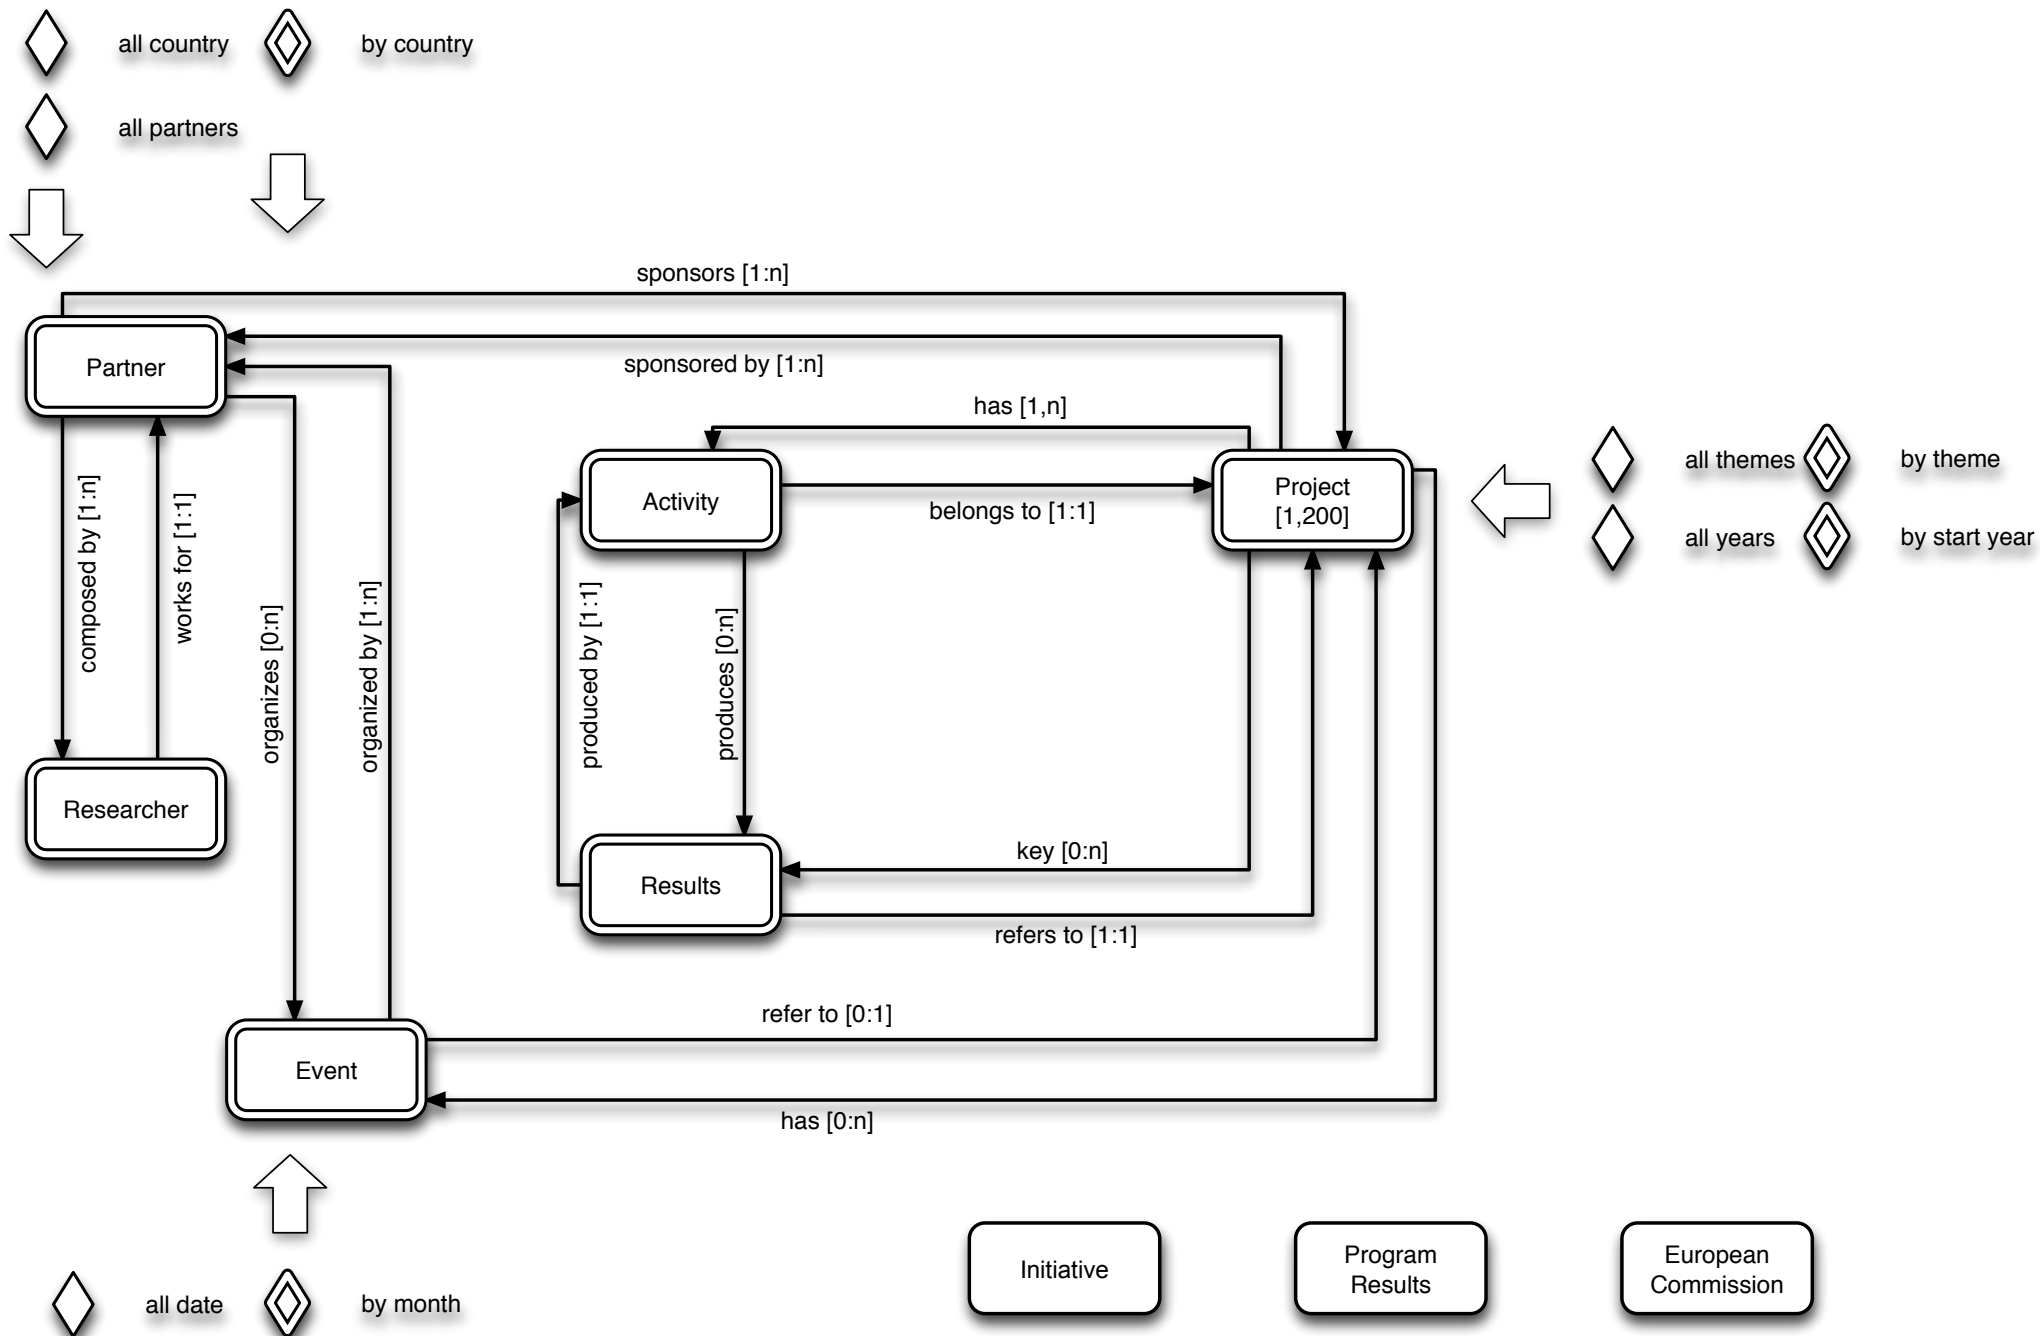 all country
by country
all partners
sponsors [1:n]
Partner
sponsored by [1:n]
has [1,n]
Activity
belongs to [1:1]
Project
[1,200]
all themes
by theme
all years
by start year
composed by [1:n]
works for [1:1]
organizes [0:n]
organized by [1:n]
produced by [1:1]
produces [0:n]
Researcher
key [0:n]
Results
refers to [1:1]
refer to [0:1]
Event
has [0:n]
Initiative
Program
Results
European
Commission
all date
by month